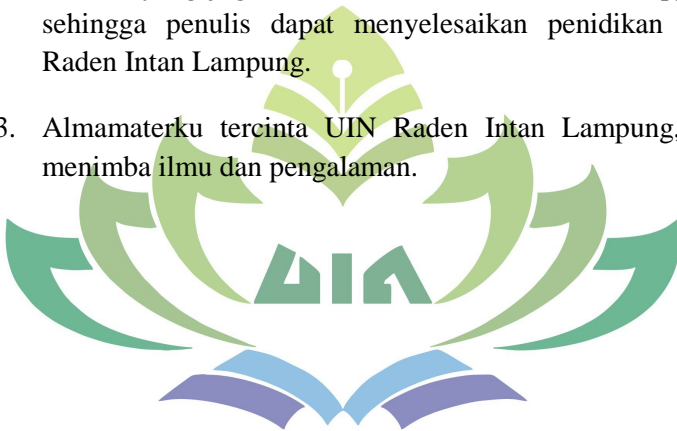 sehingga penulis dapat menyelesaikan penidikan
Raden Intan Lampung.
3. Almamaterku tercinta UIN Raden Intan Lampung,
menimba ilmu dan pengalaman.
UIN